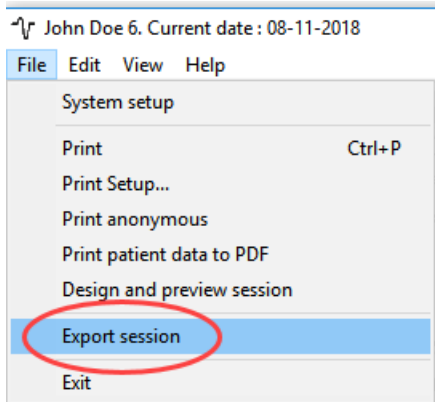 John Doe 6. Current date : 08-11-2018
File Edit View Help
System setup
Print Ctrl+P
Print Setup...
Print anonymous
Print patient data to PDF
Design and preview session
Export session
Exit